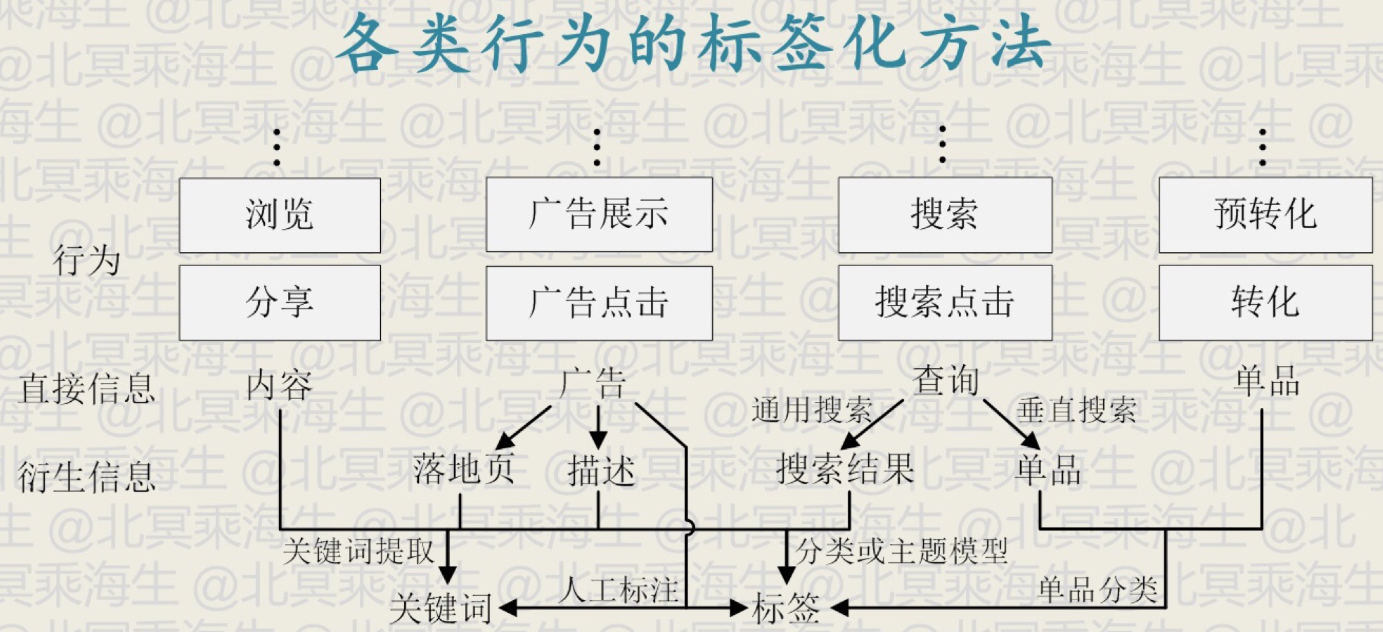 各类行为的标签化方法
浏览 广告展示 搜索 预转化
行为
分享 广告点击 搜索点击 转化
直接信息 内容 广告 查询 单品
通用搜索 垂直搜索
衍生信息 落地页 描述 搜索结果 单品
关键词提取 分类或主题模型
人工标注 单品分类
关键词 标签
@北冥乘海生